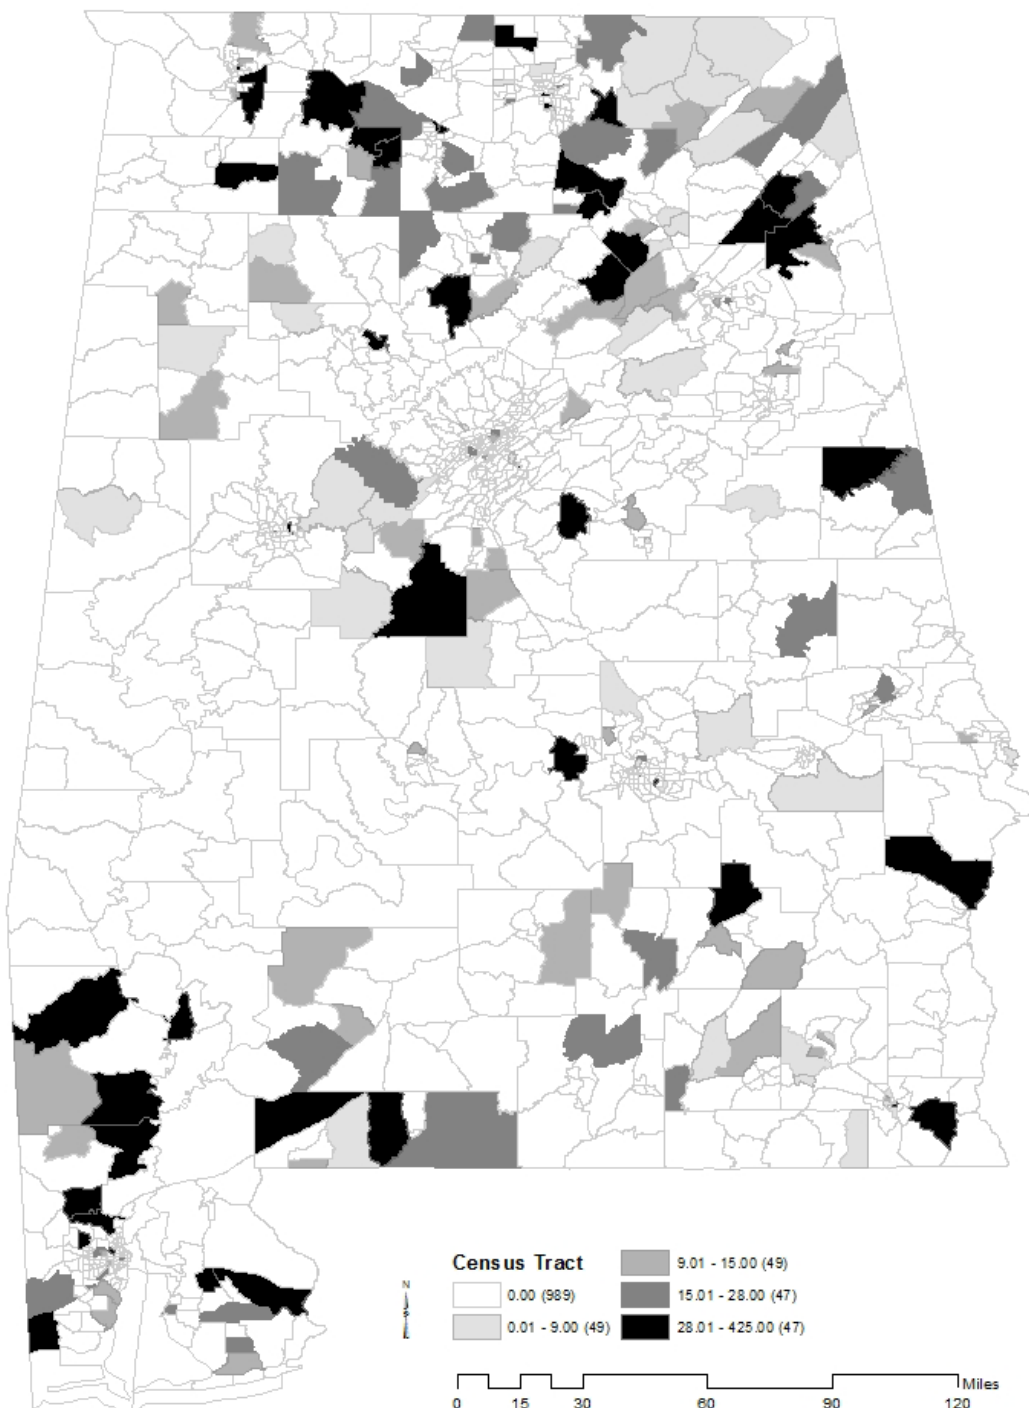 Census Tract
0.00 (989)
0.01 - 9.00 (49)
9.01 - 15.00 (49)
15.01 - 28.00 (47)
28.01 - 425.00 (47)
N
Miles
0 15 30 60 90 120